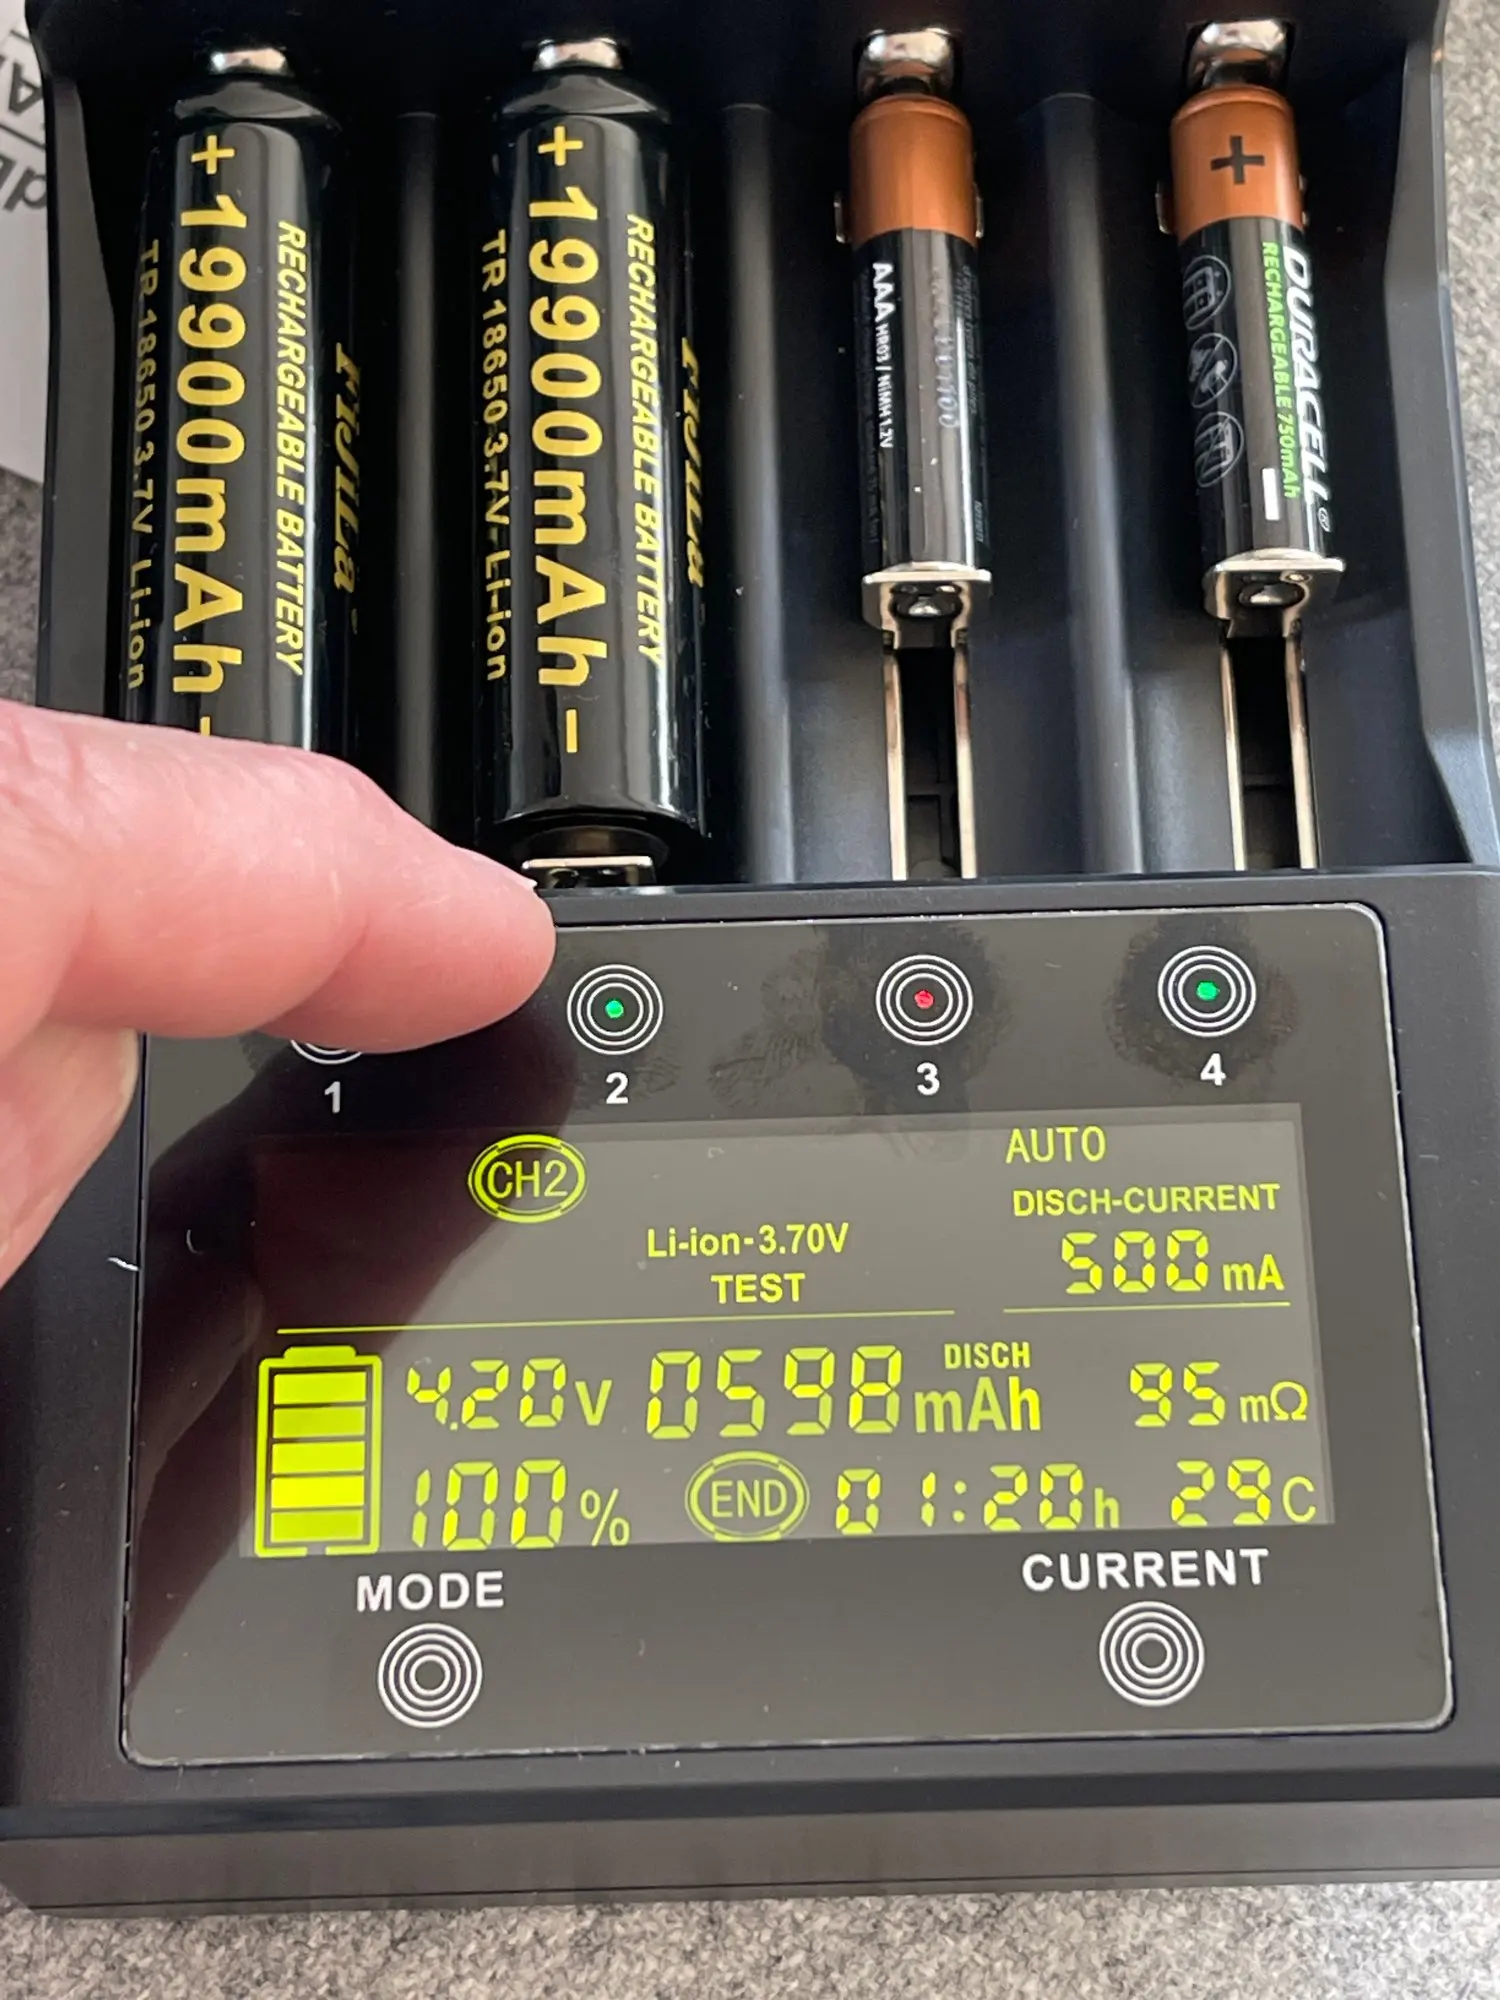 +19900mAh-
RECHARGEABLE BATTERY
TR 18650 3.7V Li-ion
+19900mAh-
RECHARGEABLE BATTERY
TR 18650 3.7V Li-ion
AAA HR03 / NiMH 1.2V
+
DURACELL®
RECHARGEABLE 750mAh
1
2
3
4
CH2
AUTO
DISCH-CURRENT
500mA
Li-ion-3.70V
TEST
4.20V 0598mAh DISCH 95mΩ
100% END 01:20h 29C
MODE
CURRENT